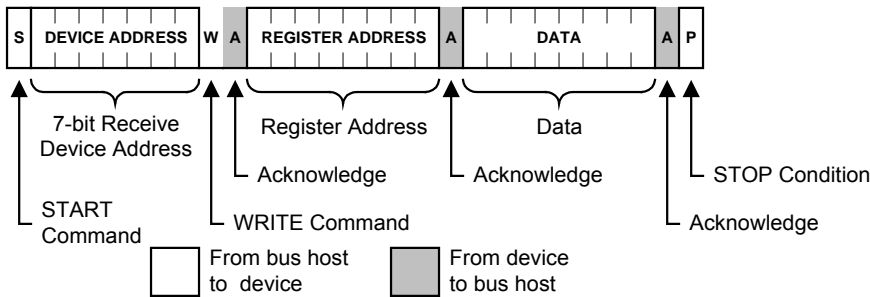 S DEVICE ADDRESS W A REGISTER ADDRESS A DATA A P
7-bit Receive
Device Address
Register Address
Data
Acknowledge
Acknowledge
STOP Condition
START
Command
WRITE Command
Acknowledge
From bus host
to device
From device
to bus host